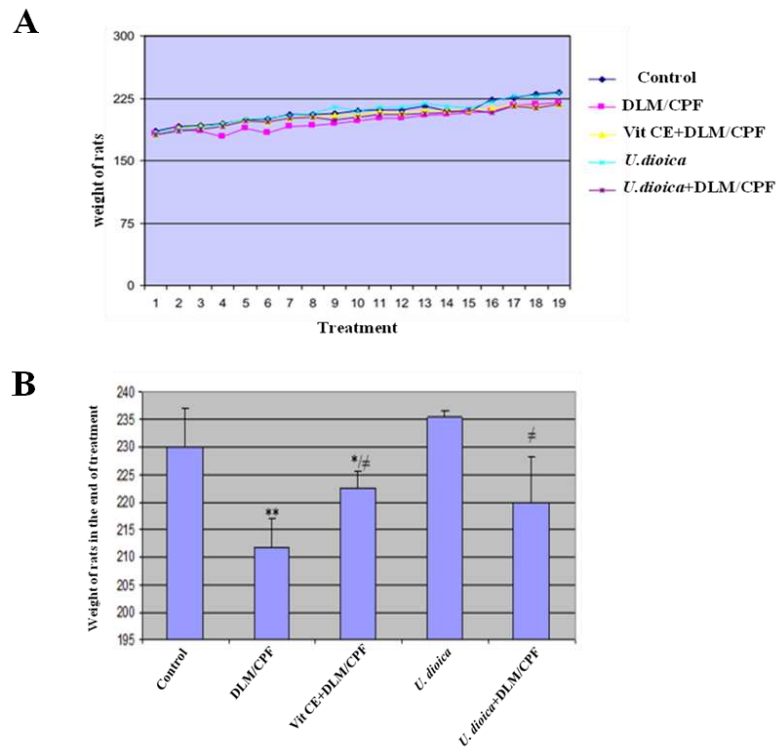 A
300
225
150
75
0
weight of rats
1 2 3 4 5 6 7 8 9 10 11 12 13 14 15 16 17 18 19
Treatment
Control
DLM/CPF
Vit CE+DLM/CPF
U.dioica
U.dioica+DLM/CPF
B
240
235
230
225
220
215
210
205
200
195
Weight of rats in the end of treatment
**
*/≠
≠
Control
DLM/CPF
Vit CE+DLM/CPF
U. dioica
U. dioica+DLM/CPF